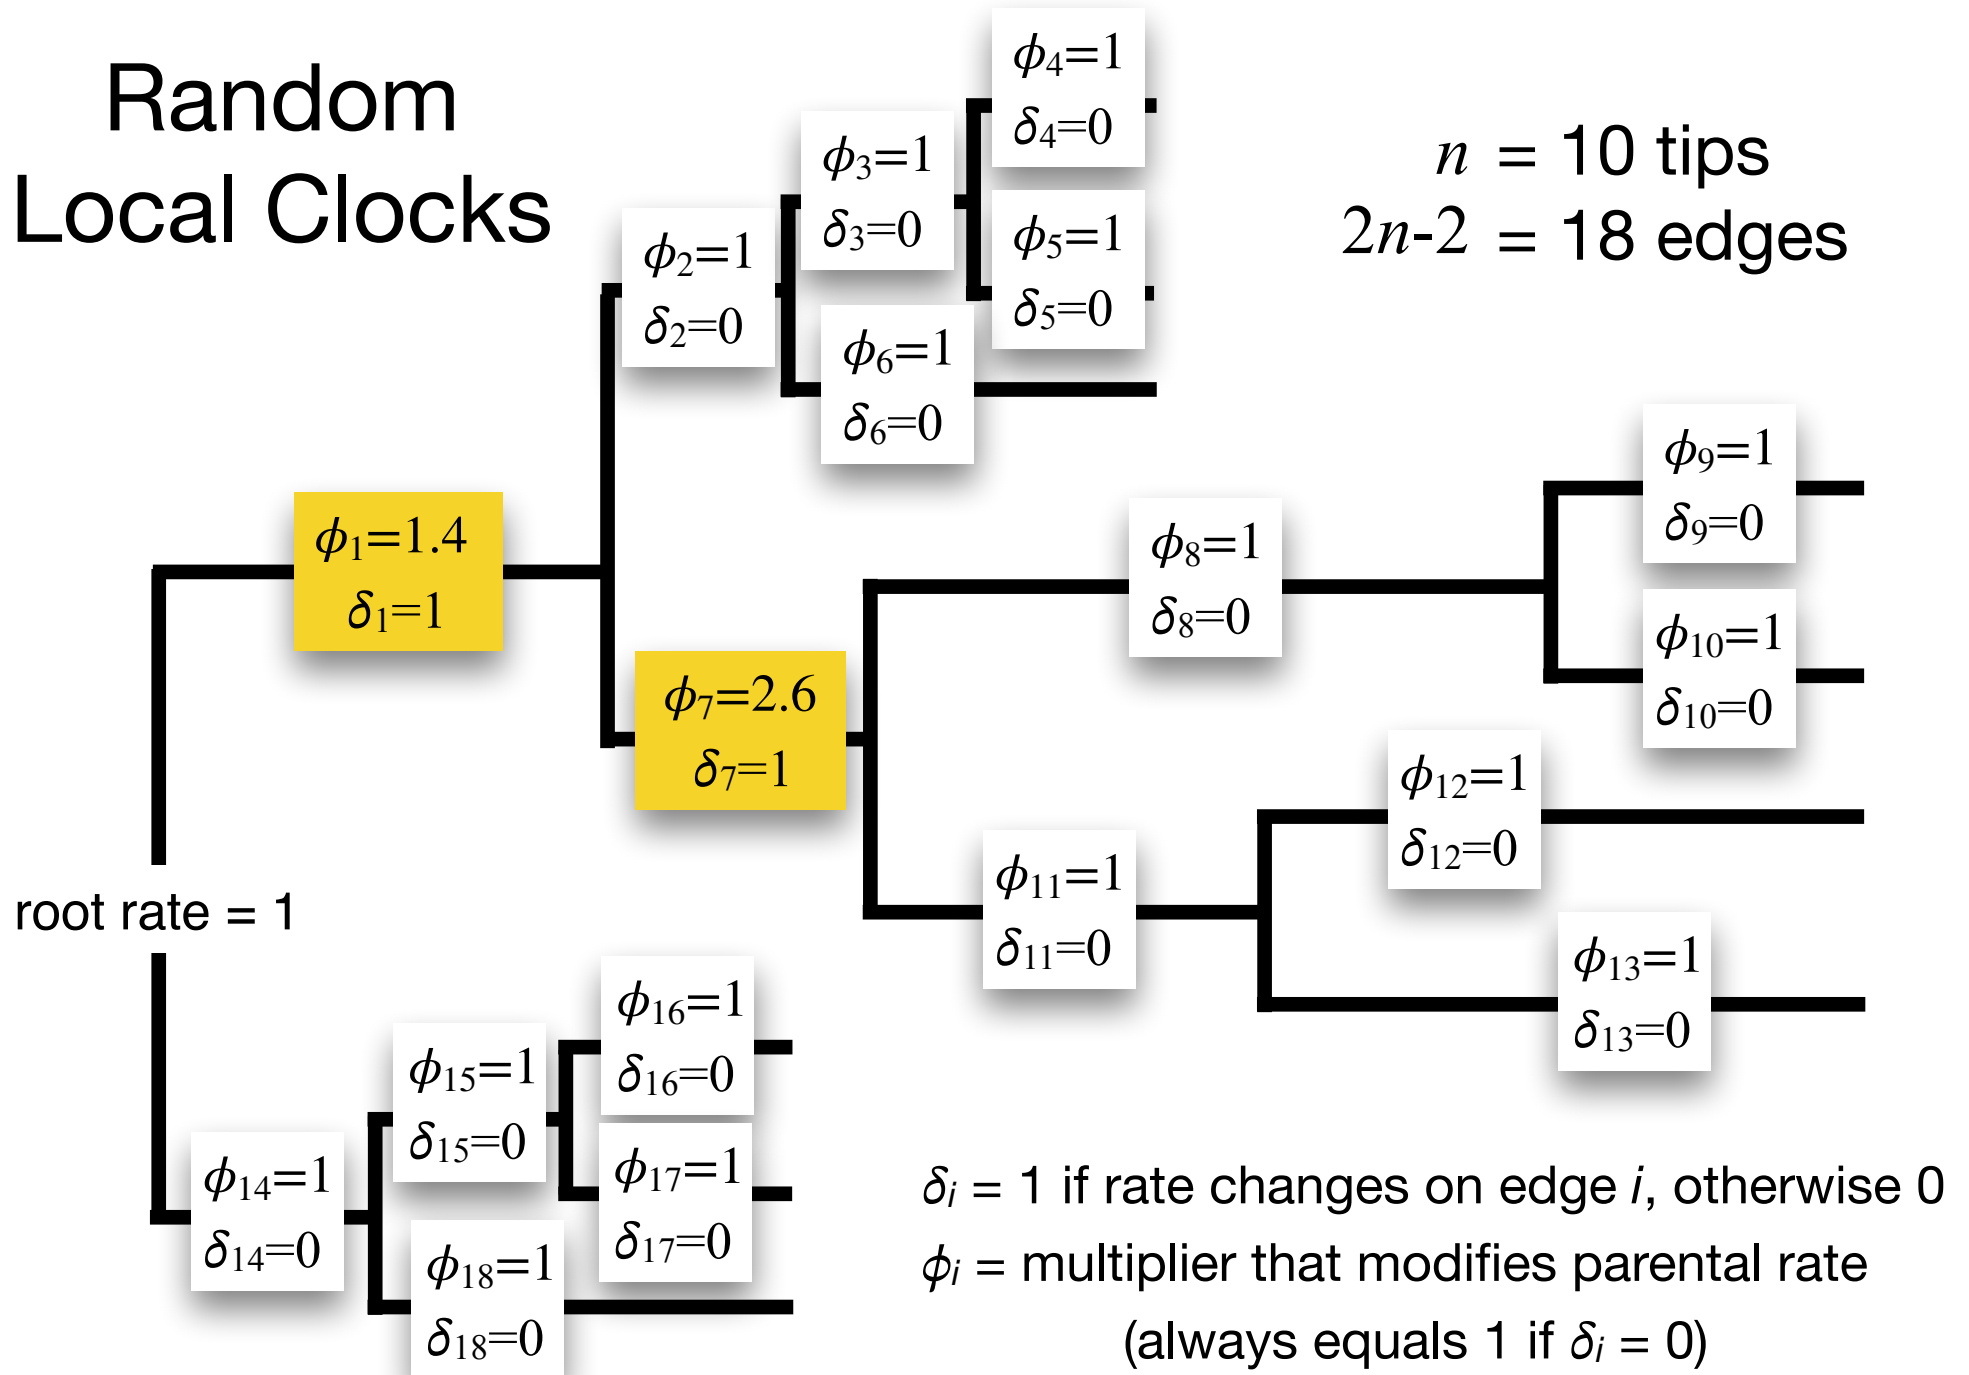 Random
Local Clocks
n = 10 tips
2n-2 = 18 edges
ϕ4=1
δ4=0
ϕ3=1
δ3=0
ϕ5=1
δ5=0
ϕ2=1
δ2=0
ϕ6=1
δ6=0
ϕ1=1.4
δ1=1
ϕ7=2.6
δ7=1
ϕ8=1
δ8=0
ϕ9=1
δ9=0
ϕ10=1
δ10=0
ϕ12=1
δ12=0
ϕ11=1
δ11=0
ϕ13=1
δ13=0
root rate = 1
ϕ16=1
δ16=0
ϕ15=1
δ15=0
ϕ17=1
δ17=0
ϕ14=1
δ14=0
ϕ18=1
δ18=0
δi = 1 if rate changes on edge i, otherwise 0
ϕi = multiplier that modifies parental rate
(always equals 1 if δi = 0)